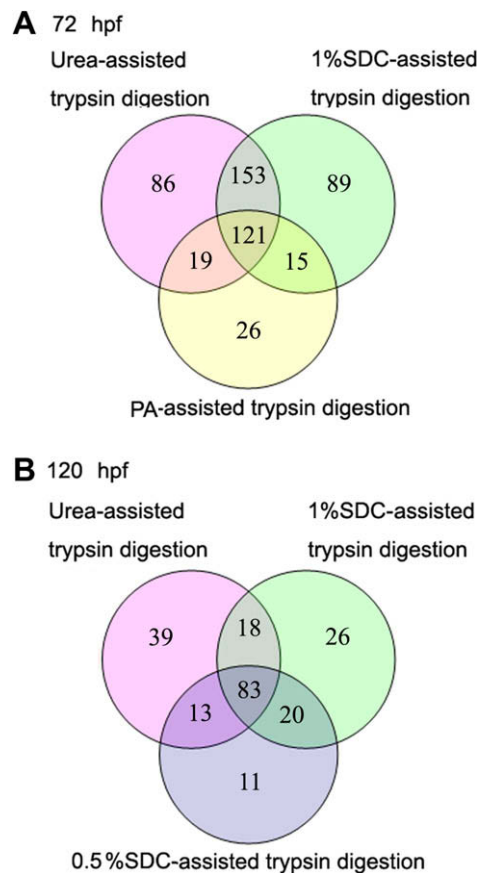 A 72 hpf
Urea-assisted 1%SDC-assisted
trypsin digestion trypsin digestion
86 153 89
121
19 15
26
PA-assisted trypsin digestion
B 120 hpf
Urea-assisted 1%SDC-assisted
trypsin digestion trypsin digestion
39 18 26
83
13 20
11
0.5%SDC-assisted trypsin digestion